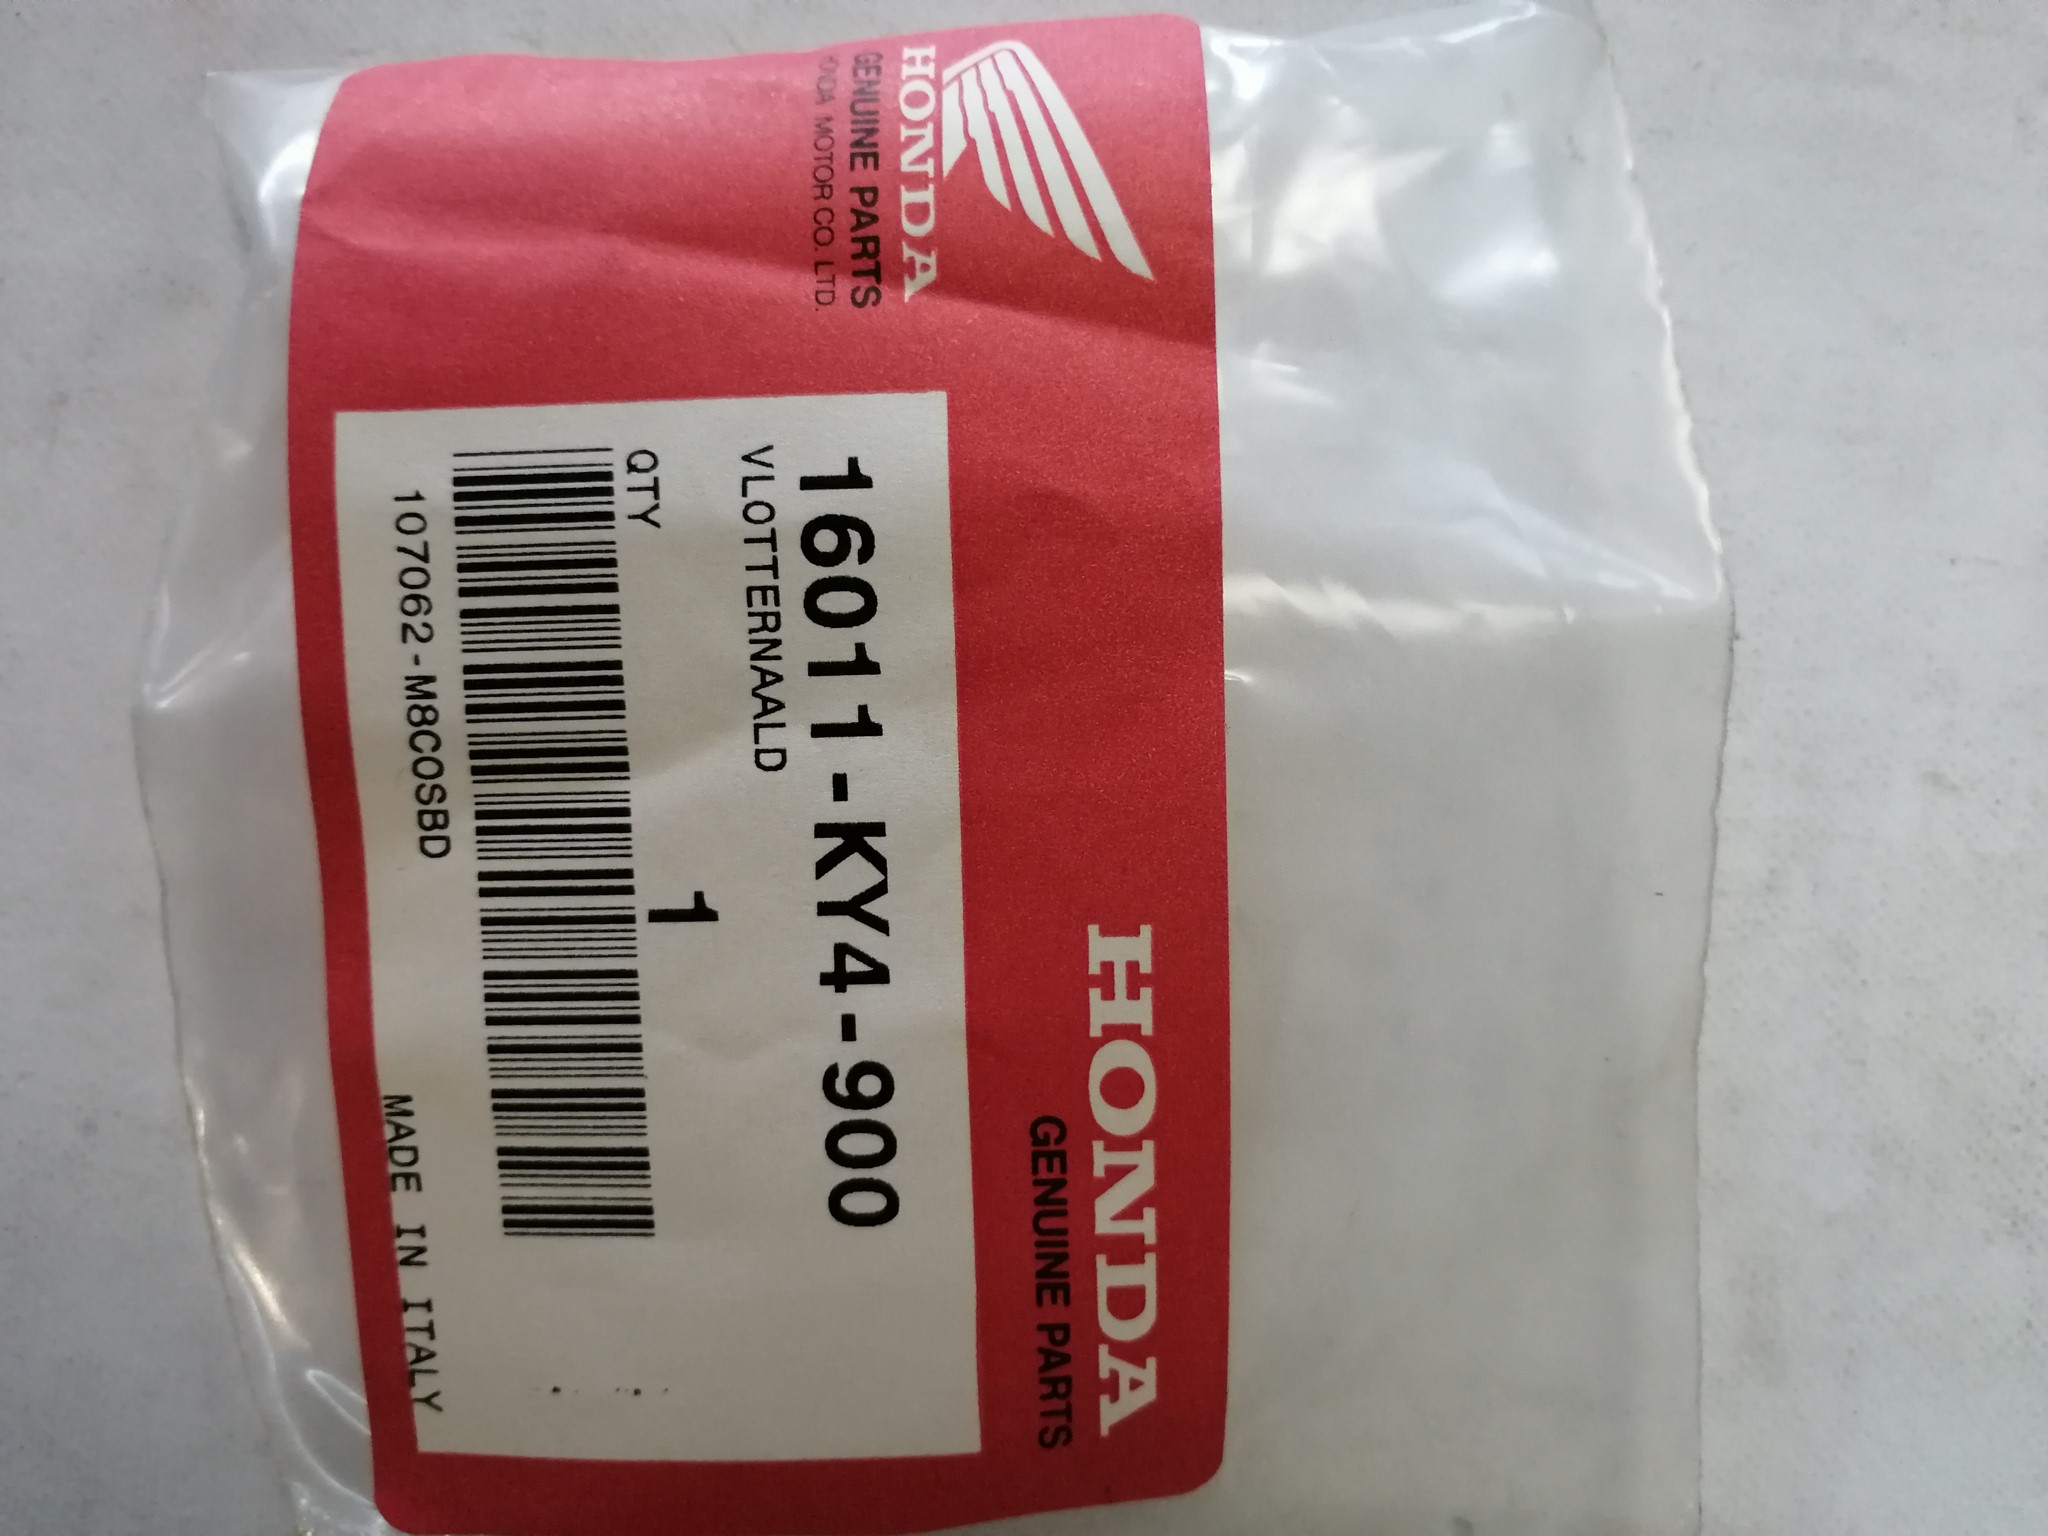 HONDA
GENUINE PARTS
HONDA MOTOR CO. LTD.
HONDA
GENUINE PARTS
16011-KY4-900
VLOTTERNAALD
QTY 1
107062-M8C0SBD
MADE IN ITALY